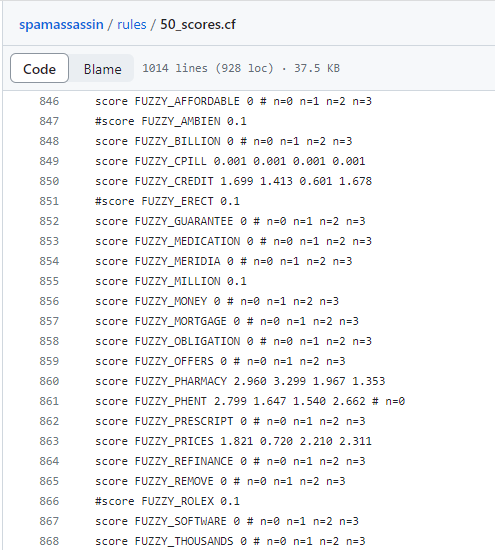 spamassassin / rules / 50_scores.cf
Code Blame 1014 lines (928 loc) · 37.5 KB
846 score FUZZY_AFFORDABLE 0 # n=0 n=1 n=2 n=3
847 #score FUZZY_AMBIEN 0.1
848 score FUZZY_BILLION 0 # n=0 n=1 n=2 n=3
849 score FUZZY_CPILL 0.001 0.001 0.001 0.001
850 score FUZZY_CREDIT 1.699 1.413 0.601 1.678
851 #score FUZZY_ERECT 0.1
852 score FUZZY_GUARANTEE 0 # n=0 n=1 n=2 n=3
853 score FUZZY_MEDICATION 0 # n=0 n=1 n=2 n=3
854 score FUZZY_MERIDIA 0 # n=0 n=1 n=2 n=3
855 score FUZZY_MILLION 0.1
856 score FUZZY_MONEY 0 # n=0 n=1 n=2 n=3
857 score FUZZY_MORTGAGE 0 # n=0 n=1 n=2 n=3
858 score FUZZY_OBLIGATION 0 # n=0 n=1 n=2 n=3
859 score FUZZY_OFFERS 0 # n=0 n=1 n=2 n=3
860 score FUZZY_PHARMACY 2.960 3.299 1.967 1.353
861 score FUZZY_PHENT 2.799 1.647 1.540 2.662 # n=0
862 score FUZZY_PRESCRIPT 0 # n=0 n=1 n=2 n=3
863 score FUZZY_PRICES 1.821 0.720 2.210 2.311
864 score FUZZY_REFINANCE 0 # n=0 n=1 n=2 n=3
865 score FUZZY_REMOVE 0 # n=0 n=1 n=2 n=3
866 #score FUZZY_ROLEX 0.1
867 score FUZZY_SOFTWARE 0 # n=0 n=1 n=2 n=3
868 score FUZZY_THOUSANDS 0 # n=0 n=1 n=2 n=3